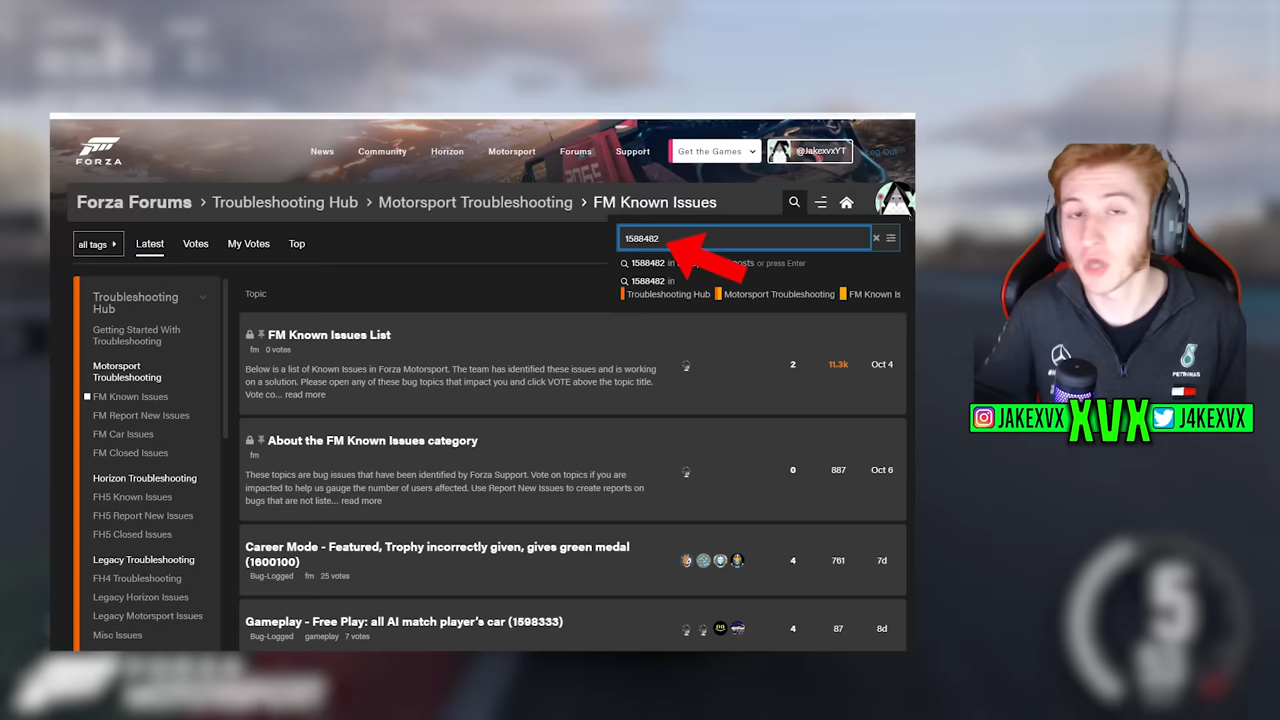 FORZA
News Community Horizon Motorsport Forums Support Get the Games @JakexvxYT Log Out
Forza Forums > Troubleshooting Hub > Motorsport Troubleshooting > FM Known Issues
all tags Latest Votes My Votes Top
1588482
1588482 in posts or press Enter
1588482 in
Troubleshooting Hub Motorsport Troubleshooting FM Known Is
Troubleshooting
Hub
Getting Started With
Troubleshooting
Motorsport
Troubleshooting
FM Known Issues
FM Report New Issues
FM Car Issues
FM Closed Issues
Horizon Troubleshooting
FH5 Known Issues
FH5 Report New Issues
FH5 Closed Issues
Legacy Troubleshooting
FH4 Troubleshooting
Legacy Horizon Issues
Legacy Motorsport Issues
Misc Issues
Topic
FM Known Issues List
fm 0 votes
Below is a list of Known Issues in Forza Motorsport. The team has identified these issues and is working
on a solution. Please open any of these bug topics that impact you and click VOTE above the topic title.
Vote co... read more
2 11.3k Oct 4
About the FM Known Issues category
fm
These topics are bug issues that have been identified by Forza Support. Vote on topics if you are
impacted to help us gauge the number of users affected. Use Report New Issues to create reports on
bugs that are not liste... read more
0 887 Oct 6
Career Mode - Featured, Trophy incorrectly given, gives green medal
(1600100)
Bug-Logged fm 25 votes
4 761 7d
Gameplay - Free Play: all AI match player's car (1598333)
Bug-Logged gameplay 7 votes
4 87 8d
PETRONAS
JAKEXVX XVX J4KEXVX
5
FORZA
MOTORSPORT